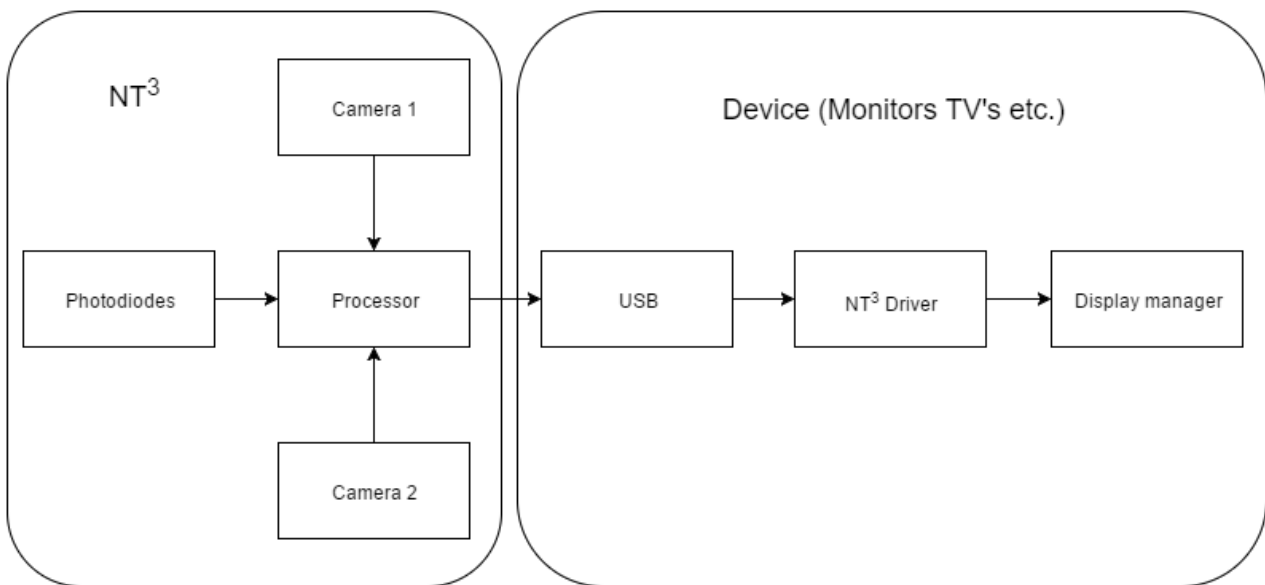 NT³
Camera 1
Device (Monitors TV's etc.)
Photodiodes
Processor
USB
NT³ Driver
Display manager
Camera 2